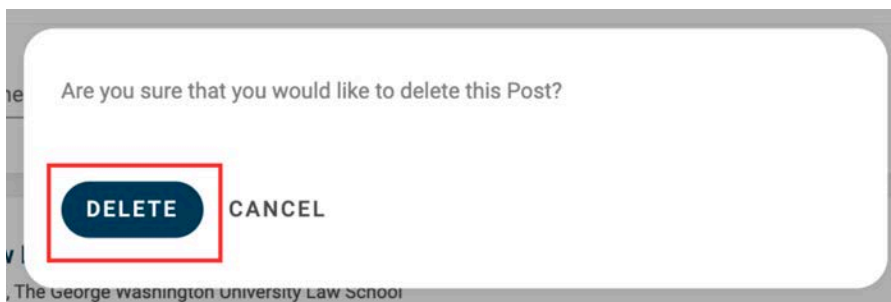 Are you sure that you would like to delete this Post?
DELETE CANCEL
, The George Washington University Law School